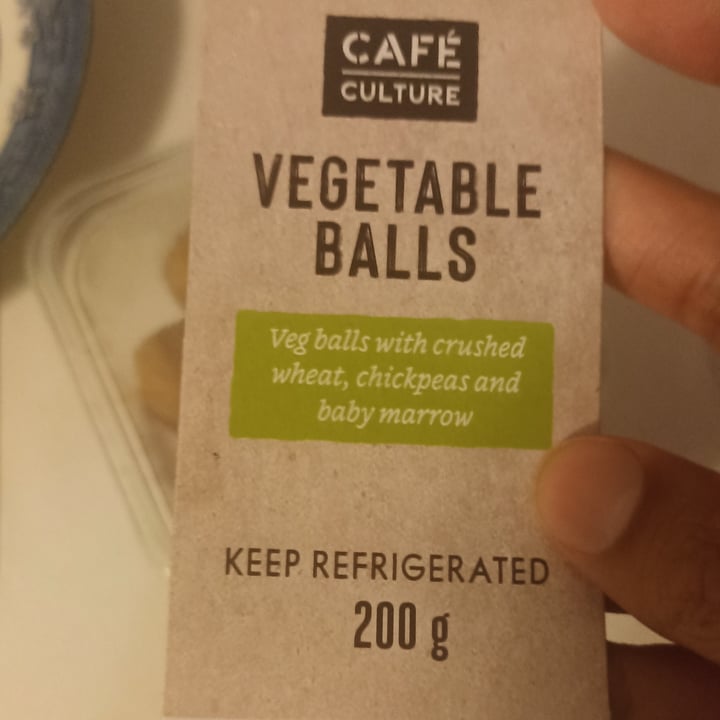 CAFÉ
CULTURE
VEGETABLE
BALLS
Veg balls with crushed
wheat, chickpeas and
baby marrow
KEEP REFRIGERATED
200 g